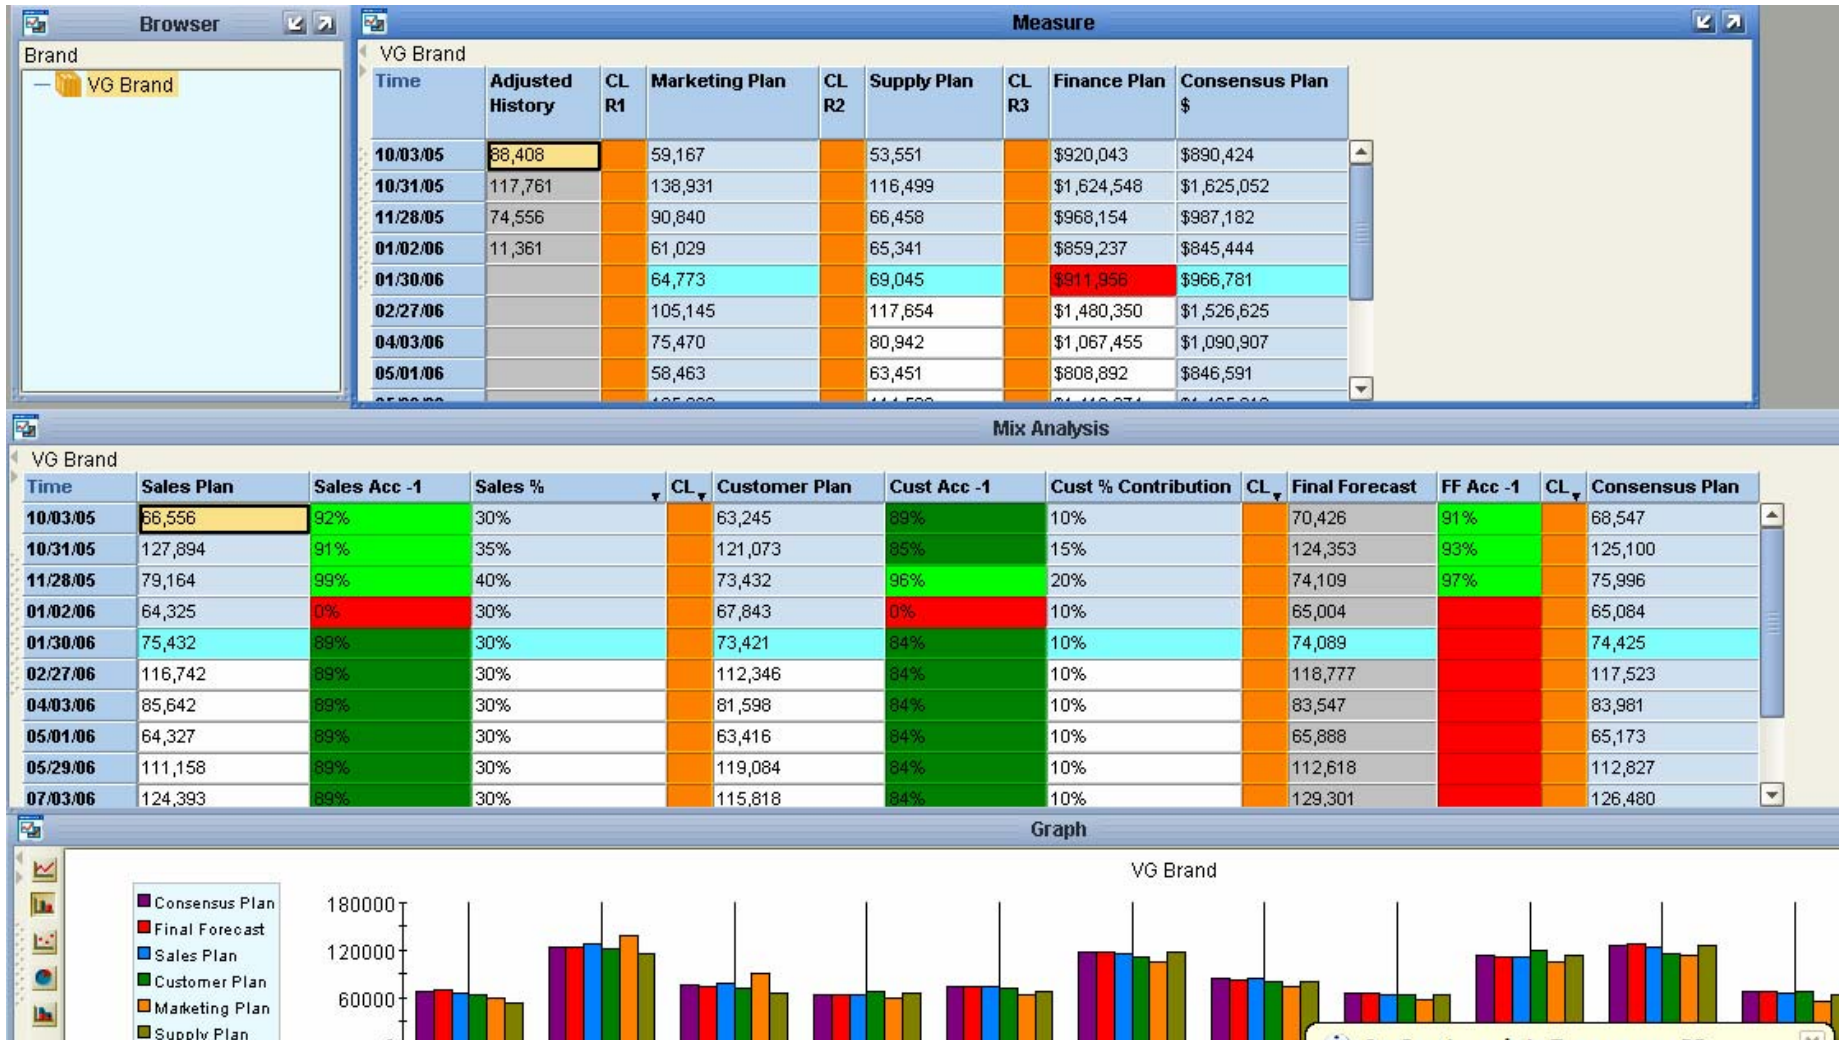 Browser
Brand
VG Brand
Measure
VG Brand
Time Adjusted History CL R1 Marketing Plan CL R2 Supply Plan CL R3 Finance Plan Consensus Plan $
10/03/05 88,408 59,167 53,551 $920,043 $890,424
10/31/05 117,761 138,931 116,499 $1,624,548 $1,625,052
11/28/05 74,556 90,840 66,458 $968,154 $987,182
01/02/06 11,361 61,029 65,341 $859,237 $845,444
01/30/06 64,773 69,045 $911,956 $966,781
02/27/06 105,145 117,654 $1,480,350 $1,526,625
04/03/06 75,470 80,942 $1,067,455 $1,090,907
05/01/06 58,463 63,451 $808,892 $846,591
Mix Analysis
VG Brand
Time Sales Plan Sales Acc -1 Sales % CL Customer Plan Cust Acc -1 Cust % Contribution CL Final Forecast FF Acc -1 CL Consensus Plan
10/03/05 66,556 92% 30% 63,245 89% 10% 70,426 91% 68,547
10/31/05 127,894 91% 35% 121,073 85% 15% 124,353 93% 125,100
11/28/05 79,164 99% 40% 73,432 96% 20% 74,109 97% 75,996
01/02/06 64,325 0% 30% 67,843 0% 10% 65,004 65,084
01/30/06 75,432 89% 30% 73,421 84% 10% 74,089 74,425
02/27/06 116,742 89% 30% 112,346 84% 10% 118,777 117,523
04/03/06 85,642 89% 30% 81,598 84% 10% 83,547 83,981
05/01/06 64,327 89% 30% 63,416 84% 10% 65,888 65,173
05/29/06 111,158 89% 30% 119,084 84% 10% 112,618 112,827
07/03/06 124,393 89% 30% 115,818 84% 10% 129,301 126,480
Graph
VG Brand
Consensus Plan
Final Forecast
Sales Plan
Customer Plan
Marketing Plan
Supply Plan
180000
120000
60000